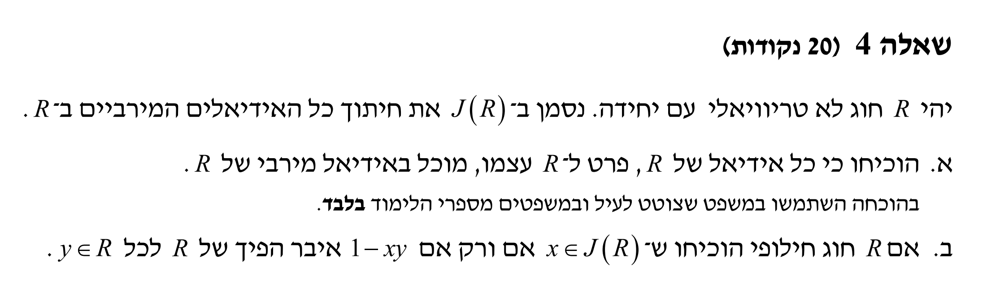 שאלה 4 (20 נקודות)
יהי R חוג לא טריוויאלי עם יחידה. נסמן ב־J(R) את חיתוך כל האידיאלים המירביים ב־R.
א. הוכיחו כי כל אידיאל של R, פרט ל־R עצמו, מוכל באידיאל מירבי של R.
בהוכחה השתמשו במשפט שצוטט לעיל ובמשפטים מספרי הלימוד בלבד.
ב. אם R חוג חילופי הוכיחו ש־x∈J(R) אם ורק אם 1−xy איבר הפיך של R לכל y∈R.